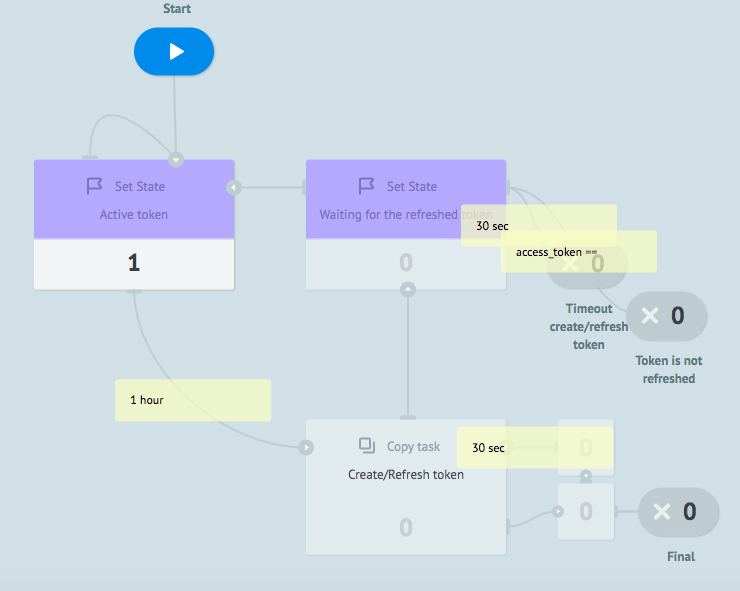 Start
Set State
Active token
1
Set State
Waiting for the refreshed token
0
30 sec
access_token ==
0
Timeout
create/refresh
token
0
Token is not
refreshed
1 hour
Copy task
Create/Refresh token
0
30 sec
0
0
0
Final